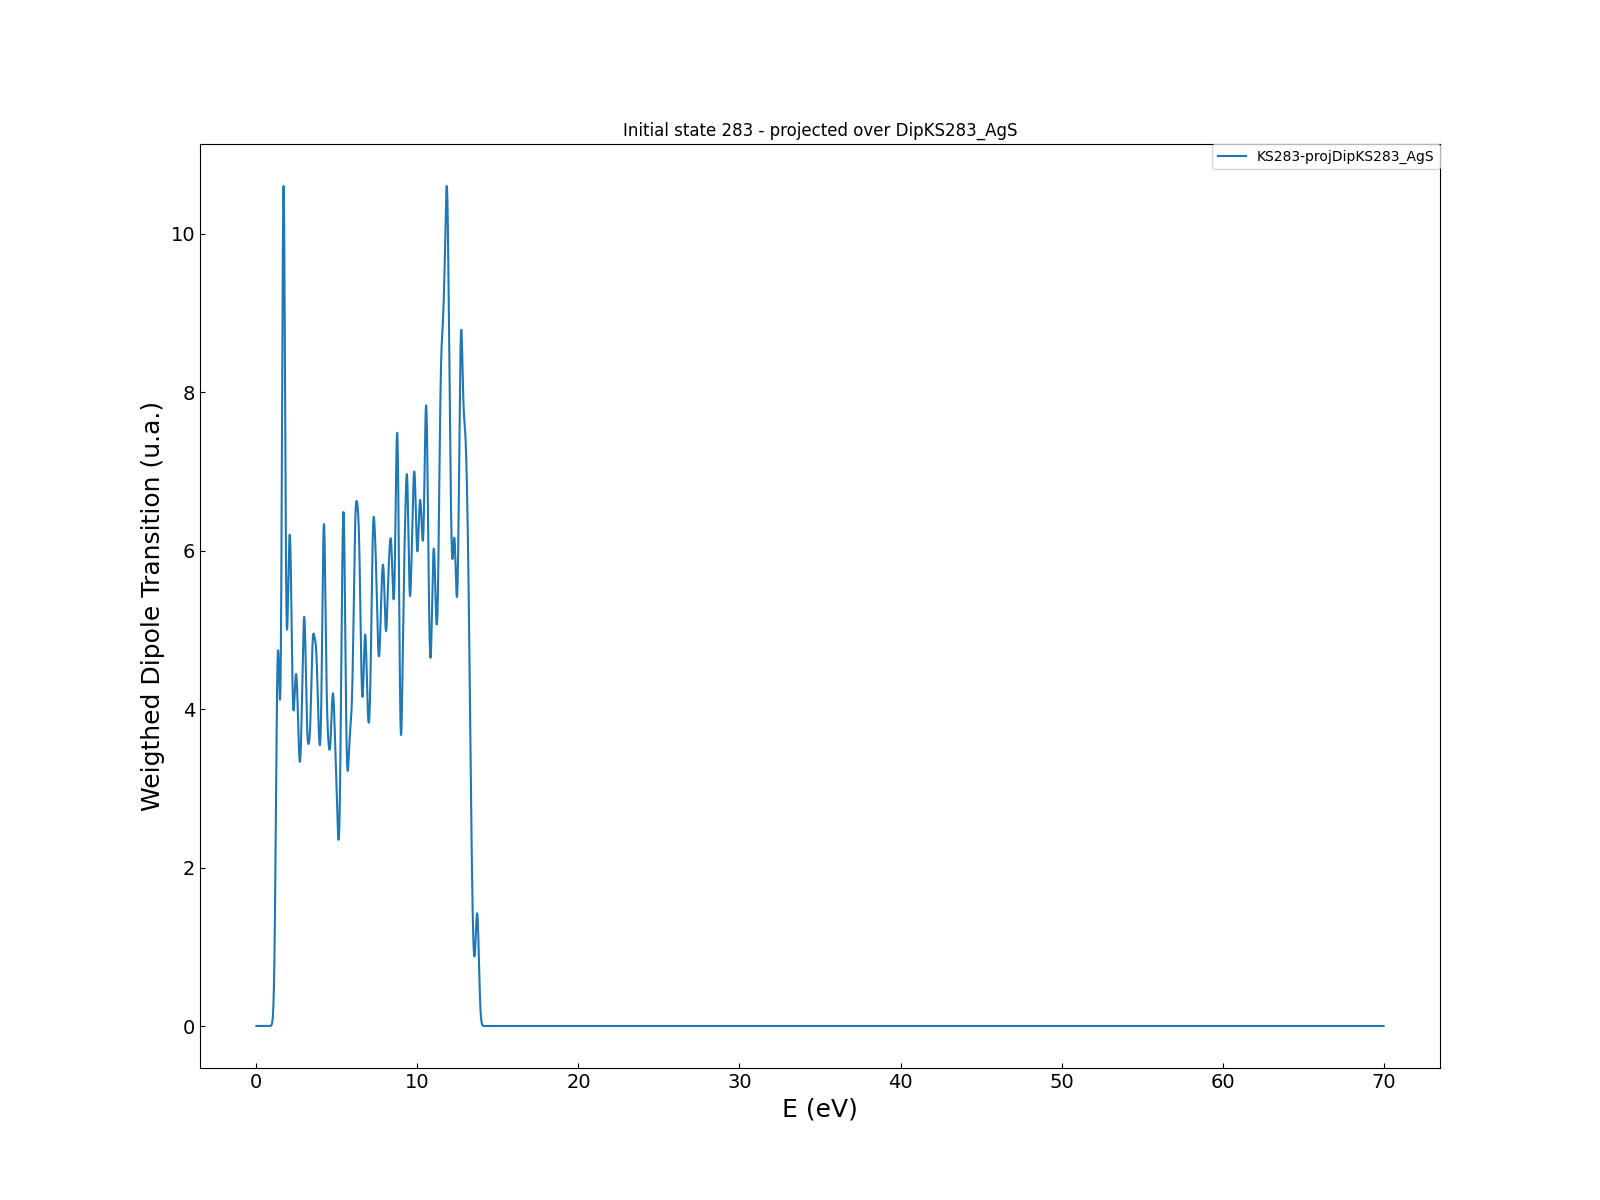 Initial state 283 - projected over DipKS283_AgS
KS283-projDipKS283_AgS
Weigthed Dipole Transition (u.a.)
10
8
6
4
2
0
0 10 20 30 40 50 60 70
E (eV)